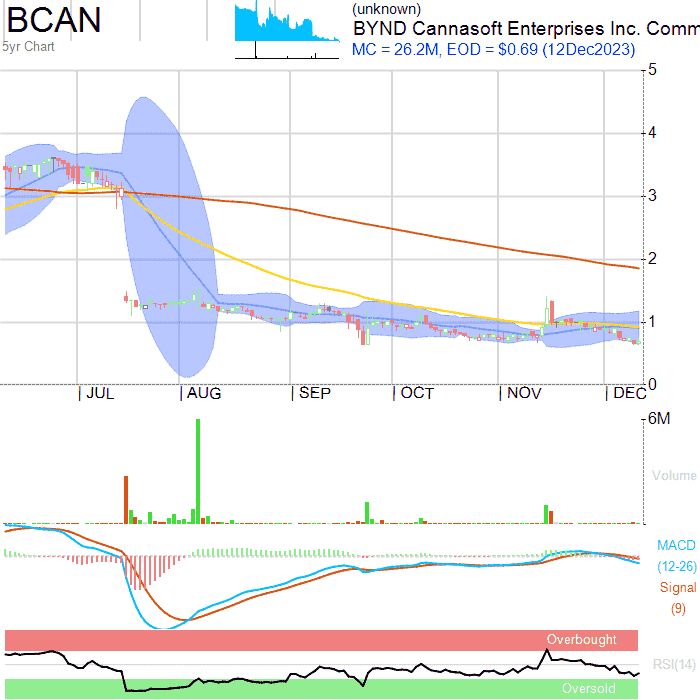 BCAN
5yr Chart
(unknown)
BYND Cannasoft Enterprises Inc. Comm
MC = 26.2M, EOD = $0.69 (12Dec2023)
5
4
3
2
1
0
JUL
AUG
SEP
OCT
NOV
DEC
6M
Volume
MACD
(12-26)
Signal
(9)
Overbought
RSI(14)
Oversold